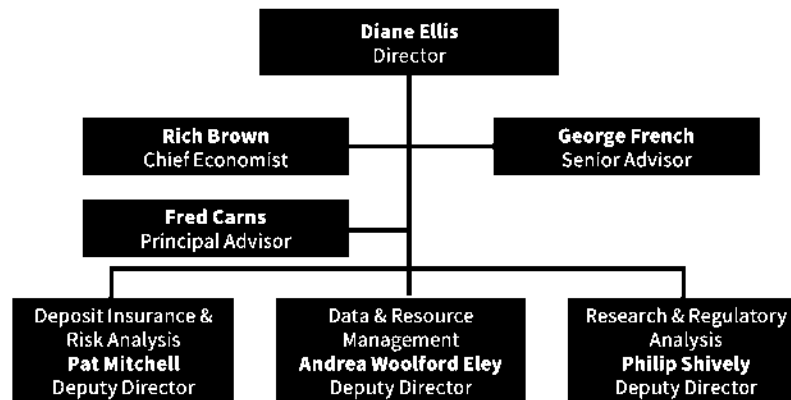 Diane Ellis
Director
Rich Brown
Chief Economist
George French
Senior Advisor
Fred Carns
Principal Advisor
Deposit Insurance &
Risk Analysis
Pat Mitchell
Deputy Director
Data & Resource
Management
Andrea Woolford Eley
Deputy Director
Research & Regulatory
Analysis
Philip Shively
Deputy Director